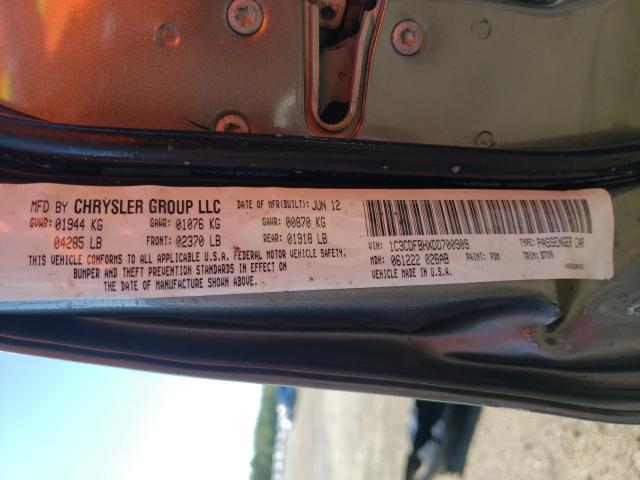 MFD BY CHRYSLER GROUP LLC DATE OF MFR(BUILT): JUN 12
GVWR: 01944 KG GAWR: 01076 KG GAWR: 00870 KG
04285 LB FRONT: 02370 LB REAR: 01918 LB
THIS VEHICLE CONFORMS TO ALL APPLICABLE U.S.A. FEDERAL MOTOR VEHICLE SAFETY,
BUMPER AND THEFT PREVENTION STANDARDS IN EFFECT ON
THE DATE OF MANUFACTURE SHOWN ABOVE.
VIN: 1C3CDFBHXDD700909 TYPE: PASSENGER CAR
MDH: 061222 026AB PAINT: PDM TRIM:
MADE IN U.S.A.